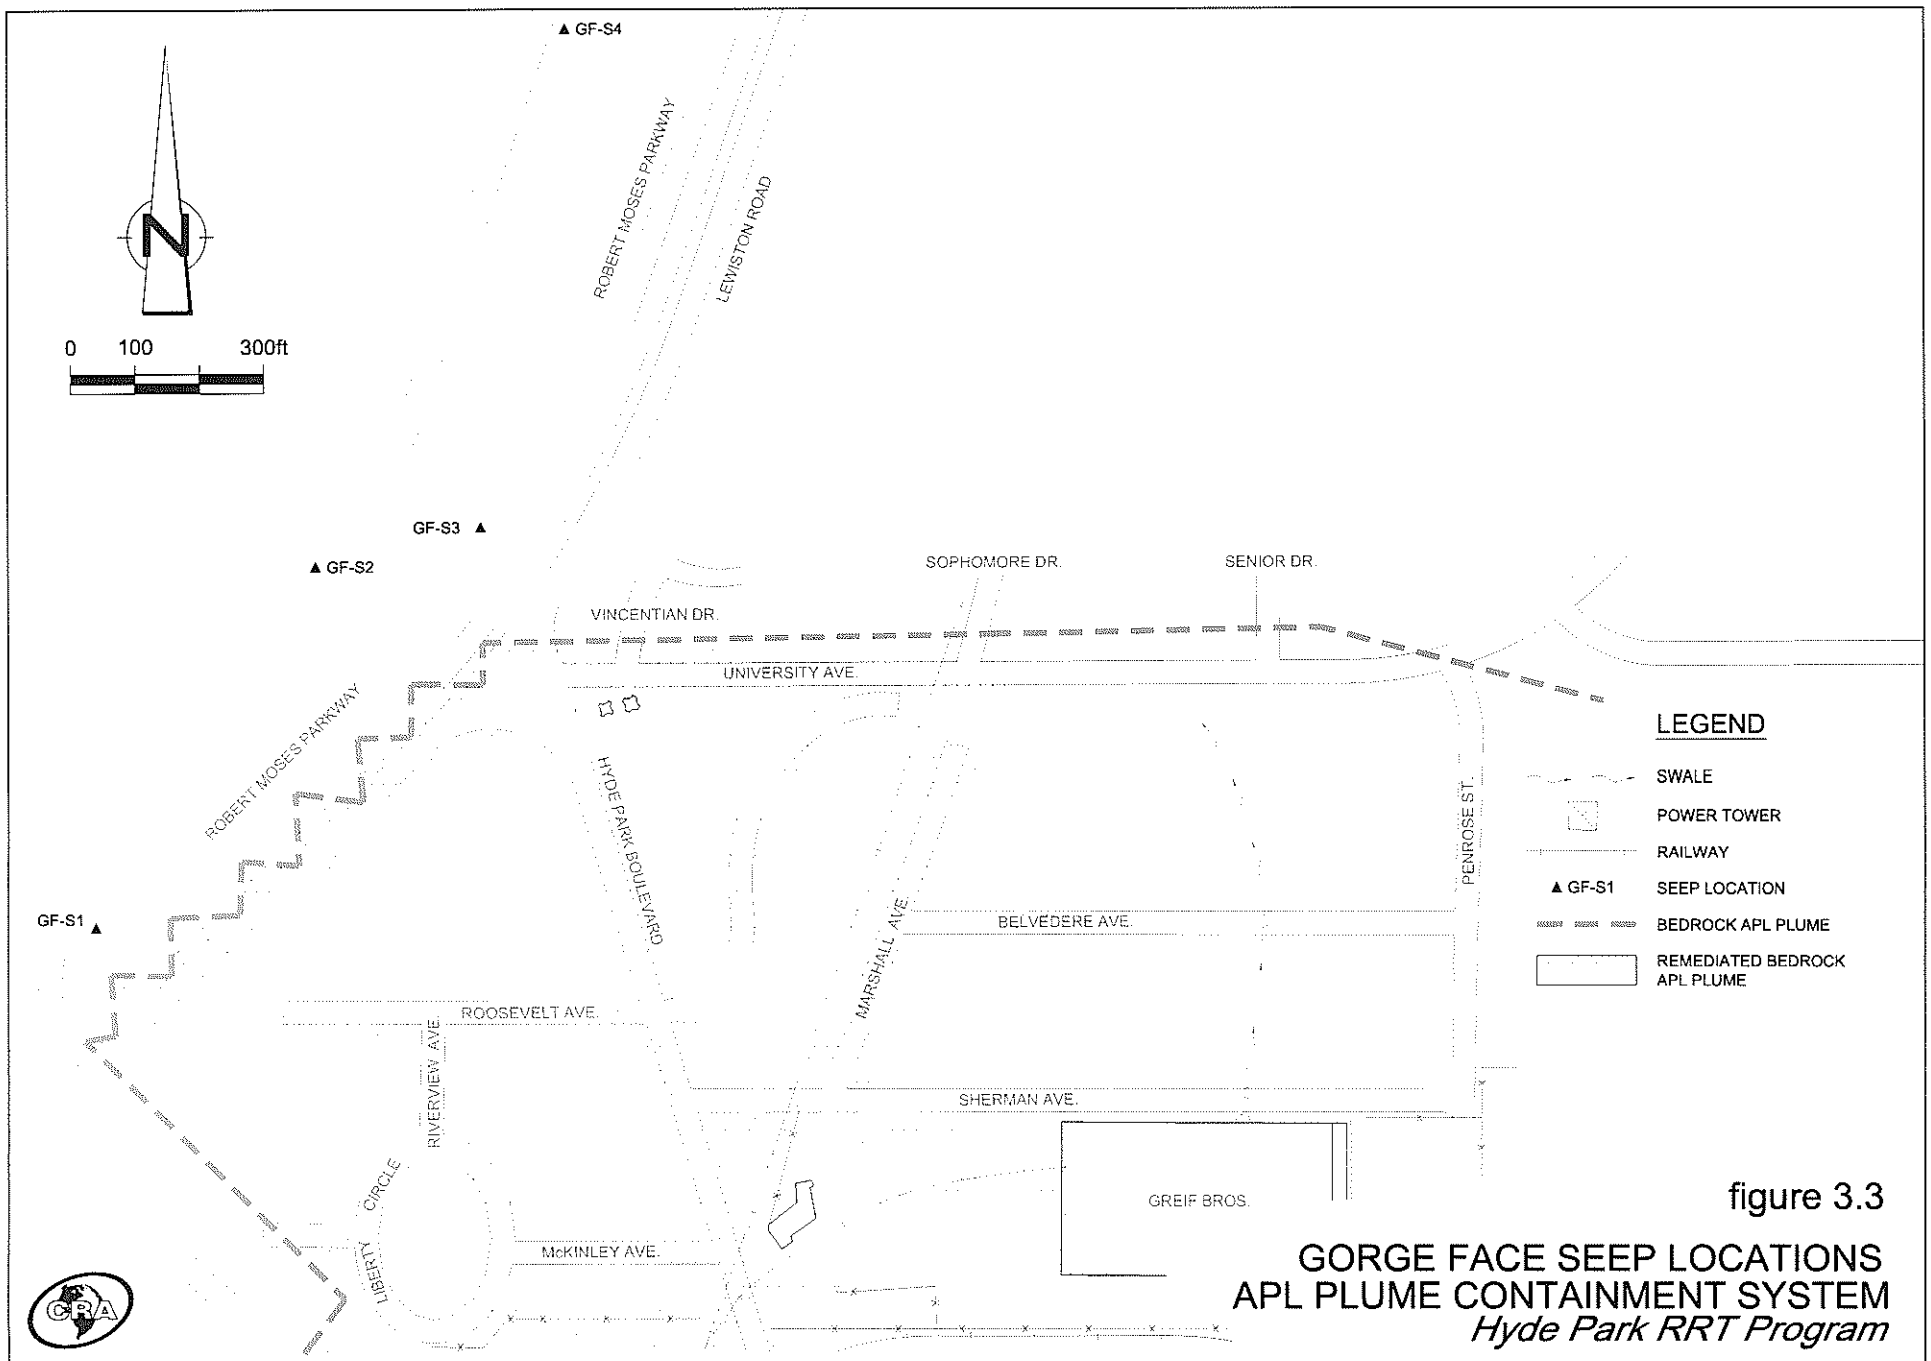 GF-S4
N
0 100 300ft
ROBERT MOSES PARKWAY
LEWISTON ROAD
GF-S3
GF-S2
SOPHOMORE DR.
SENIOR DR.
VINCENTIAN DR.
UNIVERSITY AVE.
ROBERT MOSES PARKWAY
HYDE PARK BOULEVARD
PENROSE ST.
LEGEND
SWALE
POWER TOWER
RAILWAY
GF-S1 SEEP LOCATION
BEDROCK APL PLUME
REMEDIATED BEDROCK
APL PLUME
GF-S1
BELVEDERE AVE.
MARSHALL AVE.
ROOSEVELT AVE.
RIVERVIEW AVE.
SHERMAN AVE.
LIBERTY CIRCLE
McKINLEY AVE.
GREIF BROS.
figure 3.3
GORGE FACE SEEP LOCATIONS
APL PLUME CONTAINMENT SYSTEM
Hyde Park RRT Program
CRA